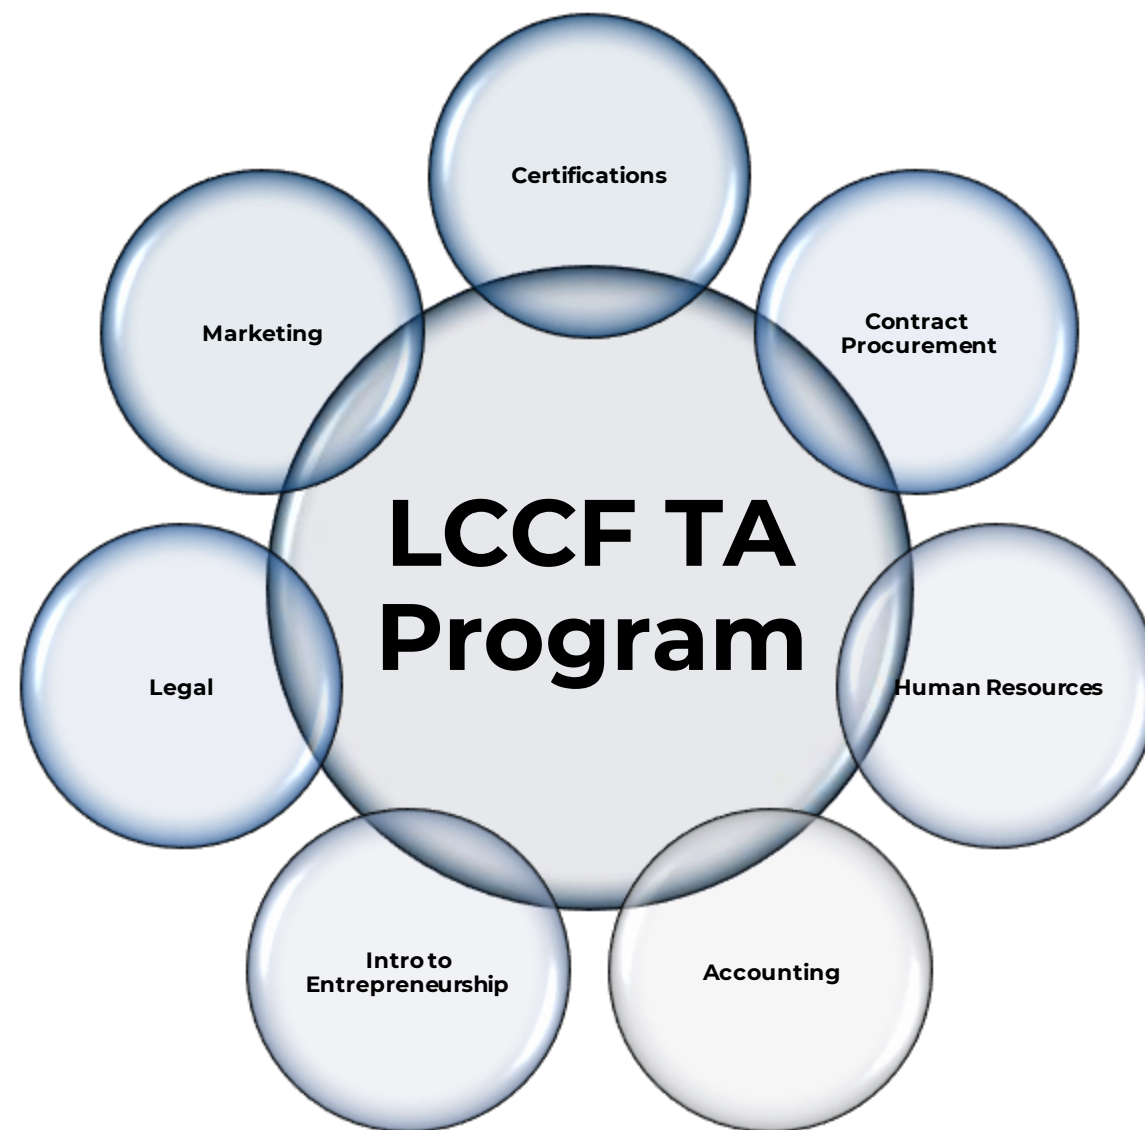 Certifications
Marketing
Contract
Procurement
LCCF TA
Program
Legal
Human Resources
Intro to
Entrepreneurship
Accounting